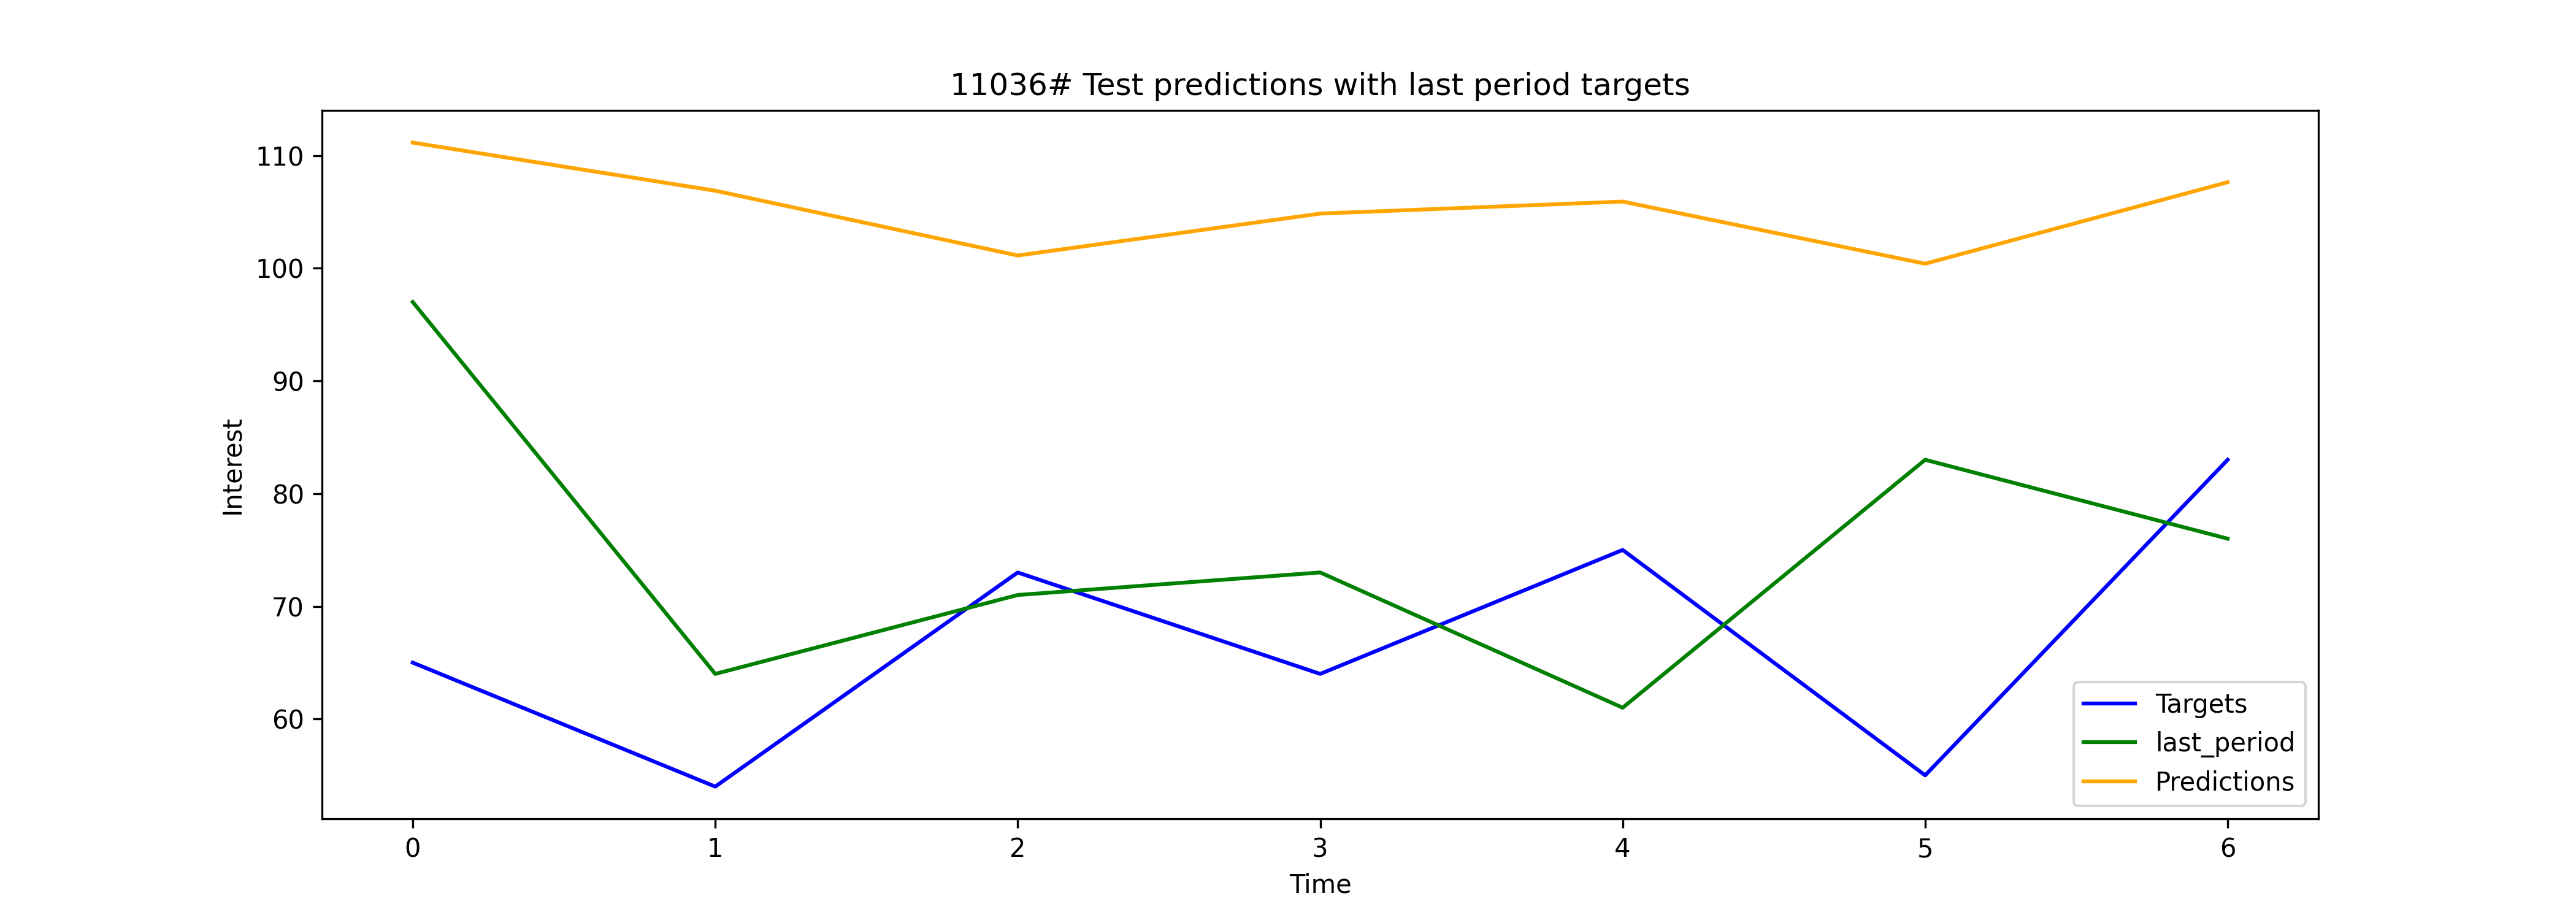 11036# Test predictions with last period targets
110
100
90
80
70
60
Interest
0 1 2 3 4 5 6
Time
Targets
last_period
Predictions